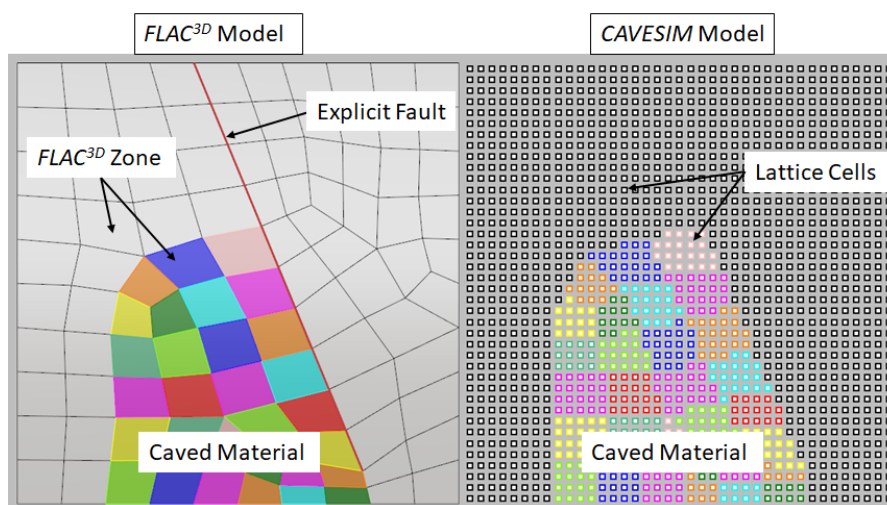 FLAC3D Model
CAVESIM Model
Explicit Fault
FLAC3D Zone
Lattice Cells
Caved Material
Caved Material